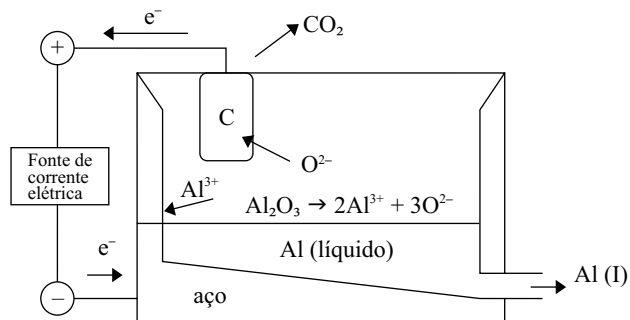 e⁻
CO₂
+
C
Fonte de
corrente
elétrica
O²⁻
Al³⁺
Al₂O₃ → 2Al³⁺ + 3O²⁻
Al (líquido)
e⁻
Al (I)
−
aço